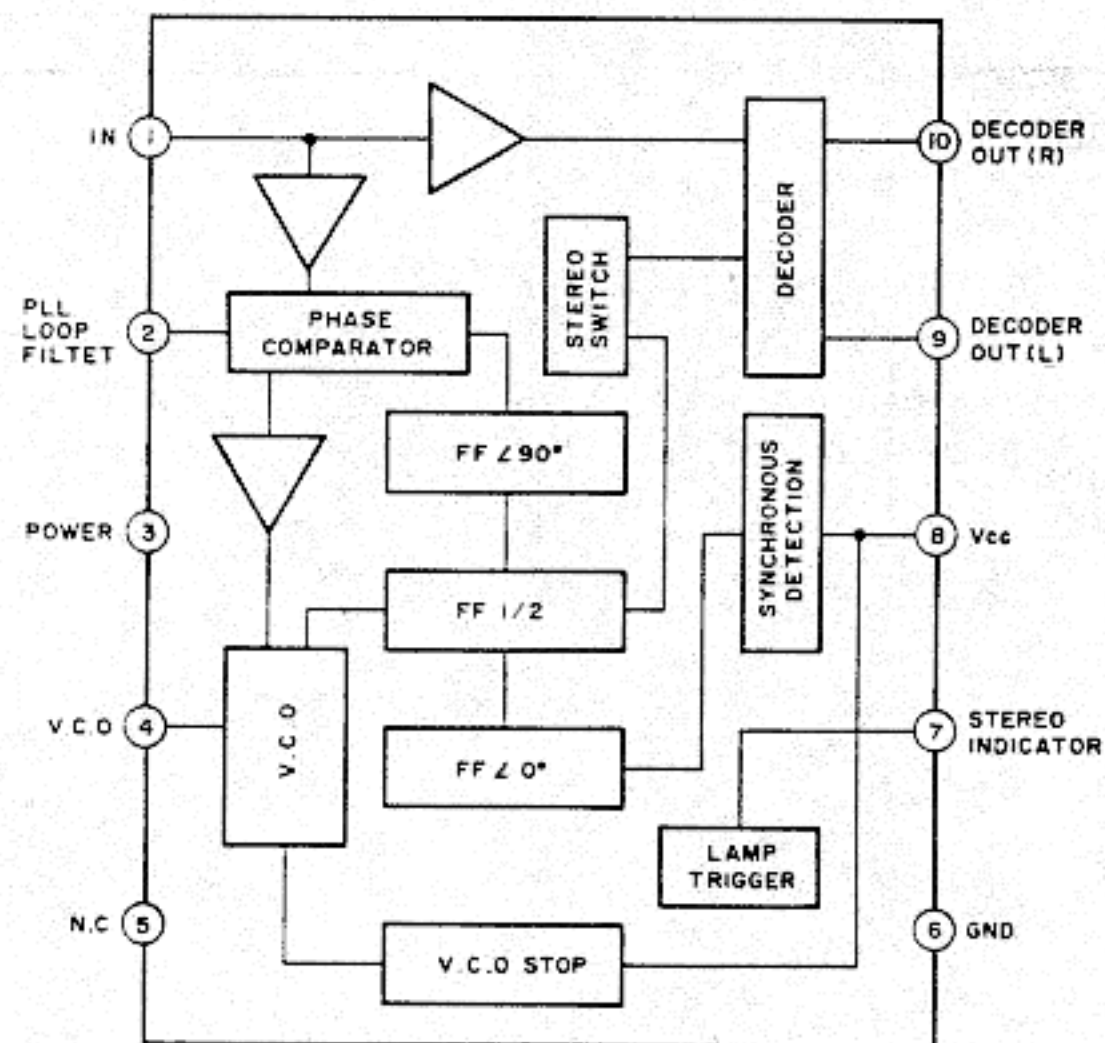 IN
1
10
DECODER
OUT(R)
PLL
LOOP
FILTET
2
PHASE
COMPARATOR
STEREO
SWITCH
DECODER
9
DECODER
OUT(L)
FF∠90°
POWER
3
SYNCHRONOUS
DETECTION
8
Vcc
FF 1/2
V.C.O
4
V.C.O
FF∠0°
7
STEREO
INDICATOR
LAMP
TRIGGER
N.C
5
V.C.O STOP
6
GND.